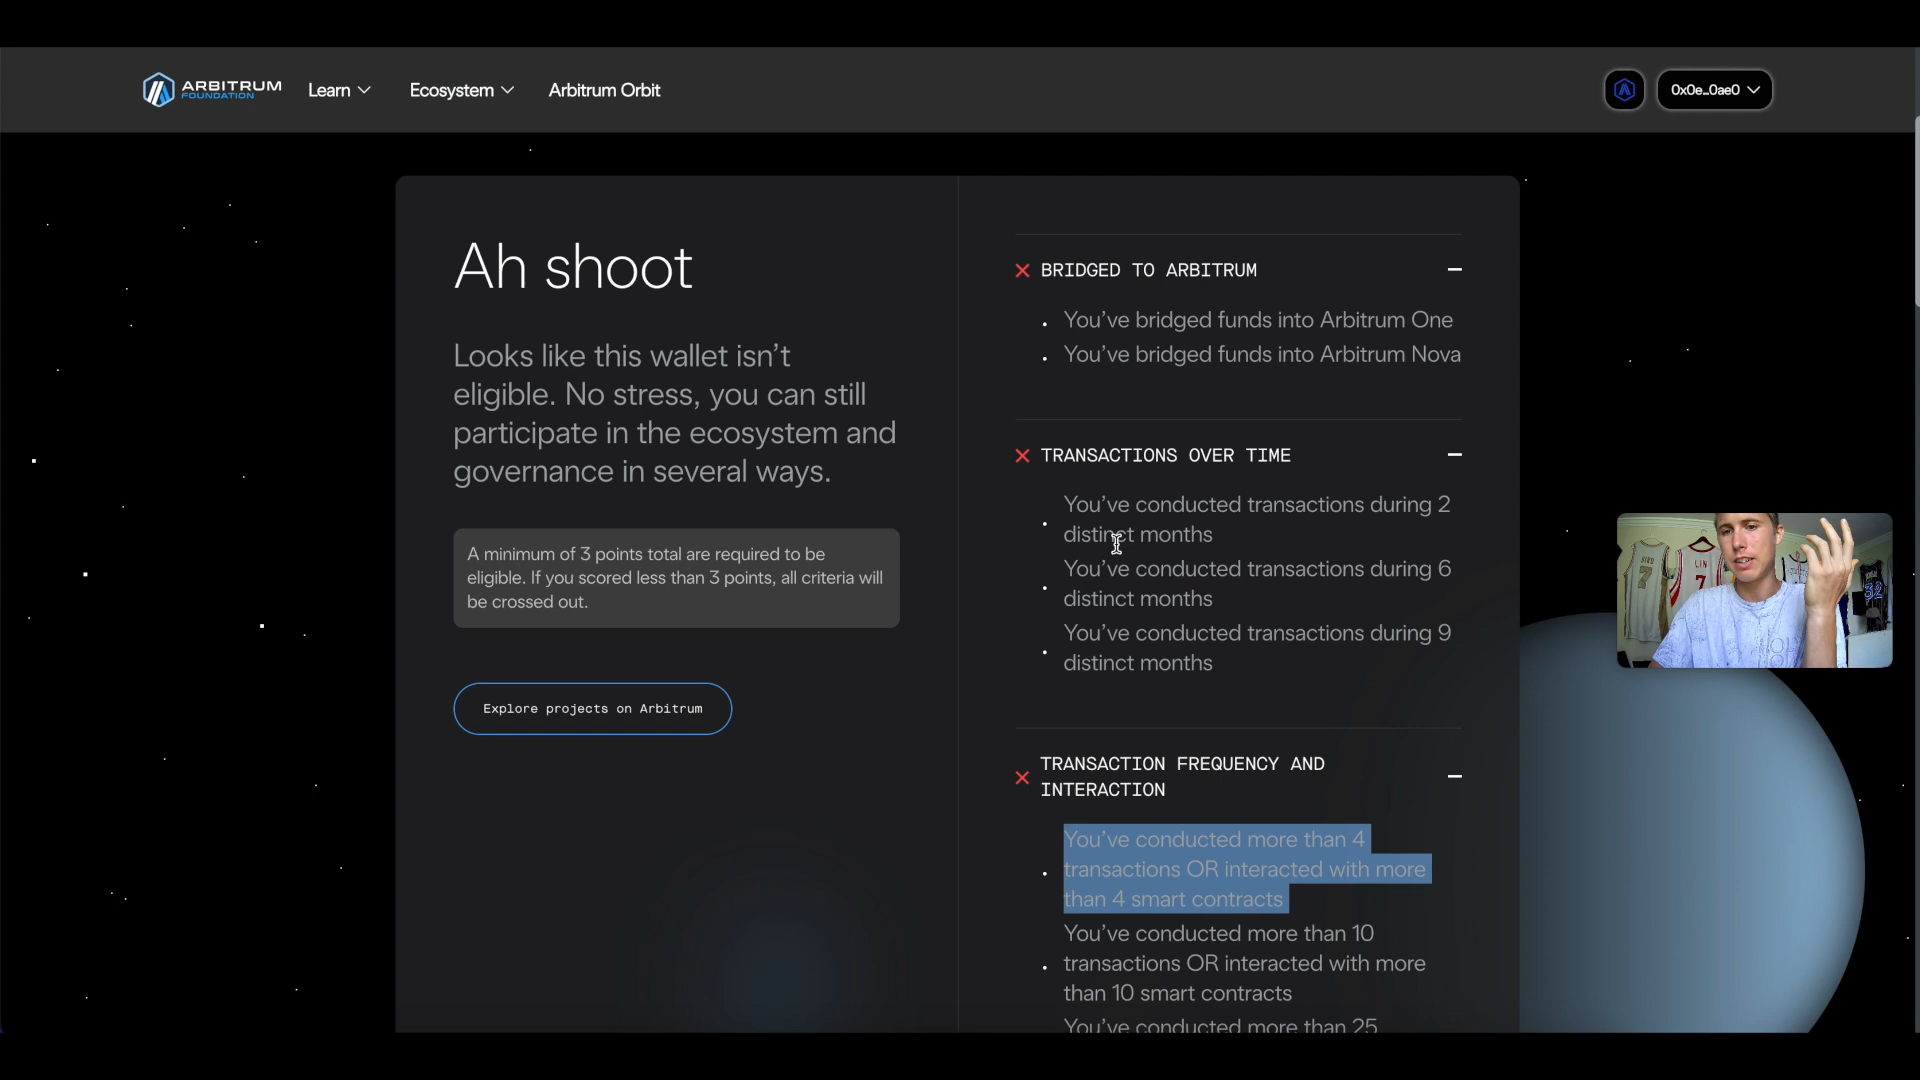 ARBITRUM
FOUNDATION
Learn
Ecosystem
Arbitrum Orbit
0x0e...0ae0
Ah shoot
Looks like this wallet isn’t
eligible. No stress, you can still
participate in the ecosystem and
governance in several ways.
A minimum of 3 points total are required to be
eligible. If you scored less than 3 points, all criteria will
be crossed out.
Explore projects on Arbitrum
BRIDGED TO ARBITRUM
You’ve bridged funds into Arbitrum One
You’ve bridged funds into Arbitrum Nova
TRANSACTIONS OVER TIME
You’ve conducted transactions during 2
distinct months
You’ve conducted transactions during 6
distinct months
You’ve conducted transactions during 9
distinct months
TRANSACTION FREQUENCY AND
INTERACTION
You’ve conducted more than 4
transactions OR interacted with more
than 4 smart contracts
You’ve conducted more than 10
transactions OR interacted with more
than 10 smart contracts
You’ve conducted more than 25
BIRD
7
LIN
7
32